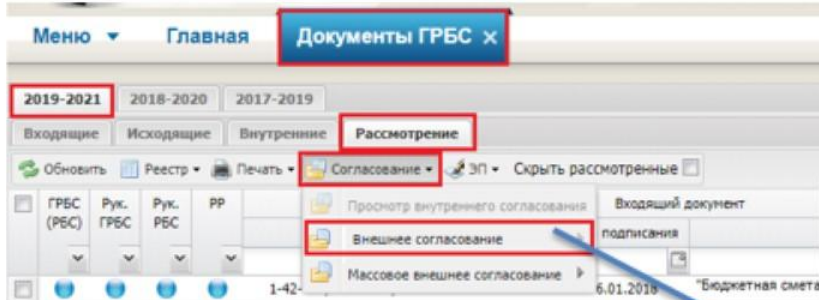 Меню Главная Документы ГРБС ×
2019-2021 2018-2020 2017-2019
Входящие Исходящие Внутренние Рассмотрение
Обновить Реестр Печать Согласование ЭП Скрыть рассмотренные
ГРБС (РБС) Рук. ГРБС Рук. РБС РР Просмотр внутреннего согласования Входящий документ
Внешнее согласование подписания
Массовое внешнее согласование
1-42- 6.01.2018 "Бюджетная смета